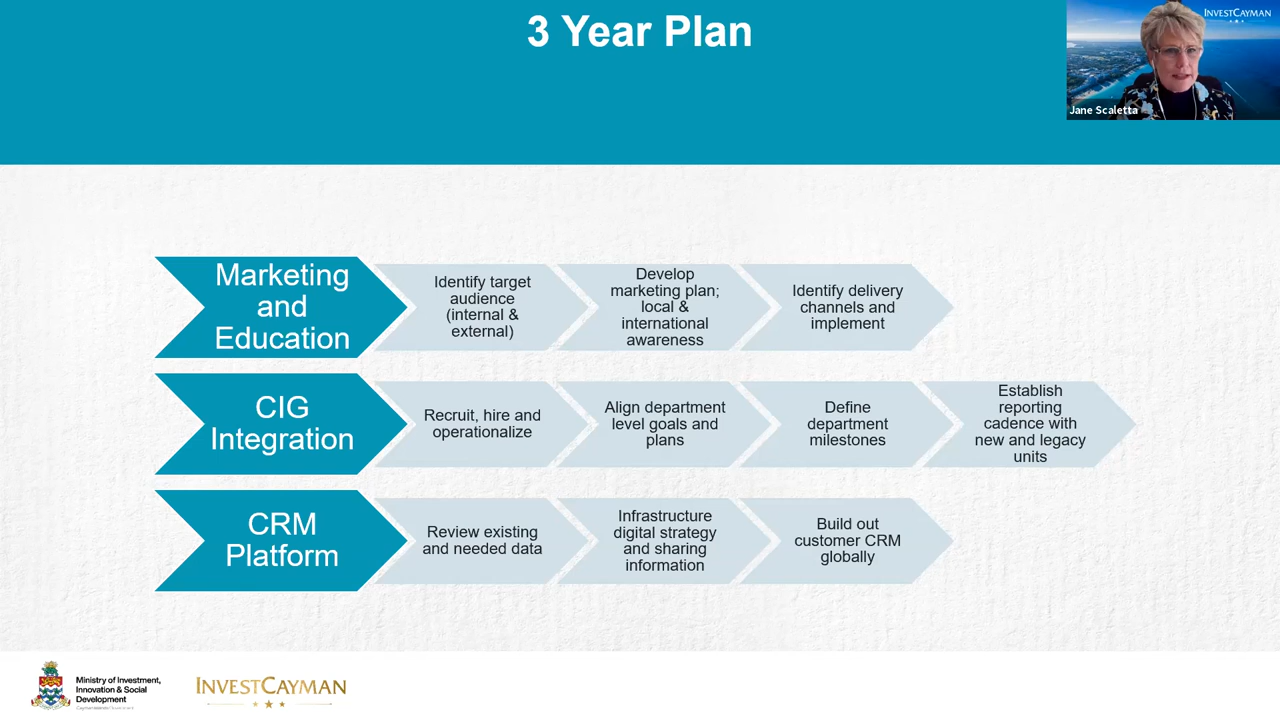 3 Year Plan
INVESTCAYMAN
Jane Scaletta
Marketing
and
Education
Identify target
audience
(internal &
external)
Develop
marketing plan;
local &
international
awareness
Identify delivery
channels and
implement
CIG
Integration
Recruit, hire and
operationalize
Align department
level goals and
plans
Define
department
milestones
Establish
reporting
cadence with
new and legacy
units
CRM
Platform
Review existing
and needed data
Infrastructure
digital strategy
and sharing
information
Build out
customer CRM
globally
Ministry of Investment,
Innovation & Social
Development
INVESTCAYMAN